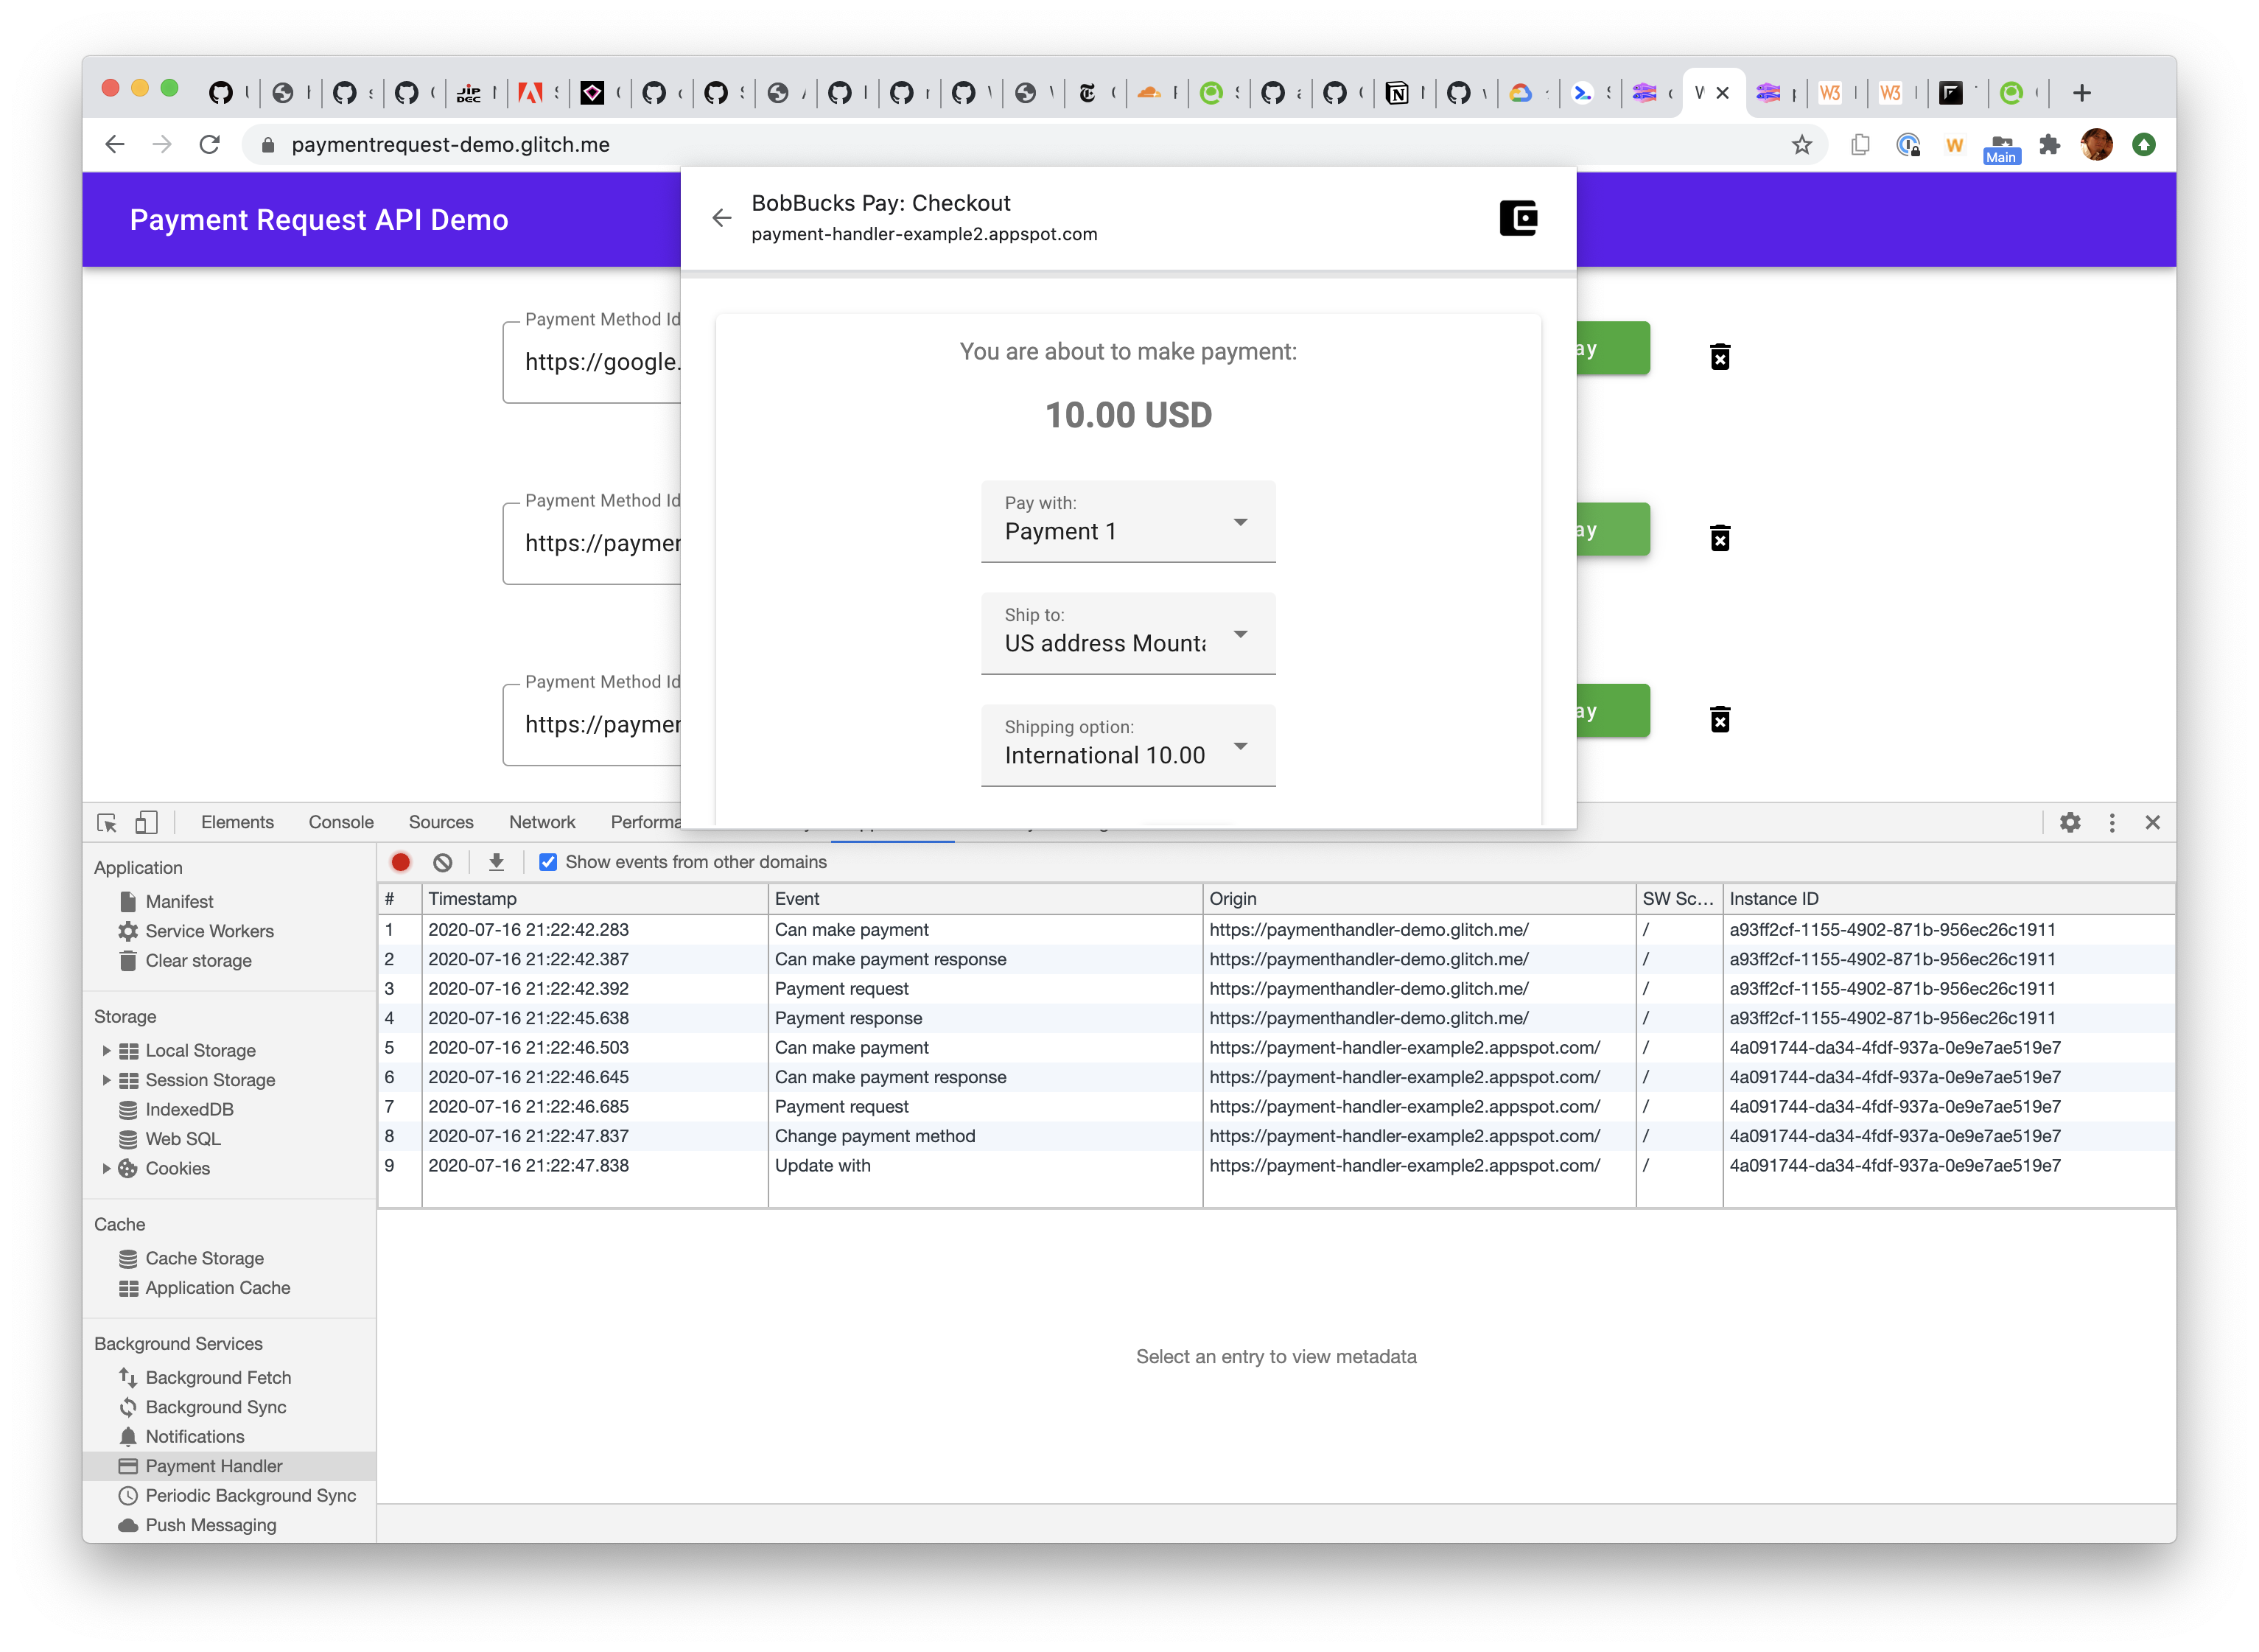 paymentrequest-demo.glitch.me
Main
Payment Request API Demo
BobBucks Pay: Checkout
payment-handler-example2.appspot.com
You are about to make payment:
10.00 USD
Pay with:
Payment 1
Ship to:
US address Mount
Shipping option:
International 10.00
Payment Method Id
https://google.
ay
Payment Method Id
https://paymen
ay
Payment Method Id
https://paymen
ay
Elements Console Sources Network Performa
Show events from other domains
# Timestamp Event Origin SW Sc... Instance ID
1 2020-07-16 21:22:42.283 Can make payment https://paymenthandler-demo.glitch.me/ / a93ff2cf-1155-4902-871b-956ec26c1911
2 2020-07-16 21:22:42.387 Can make payment response https://paymenthandler-demo.glitch.me/ / a93ff2cf-1155-4902-871b-956ec26c1911
3 2020-07-16 21:22:42.392 Payment request https://paymenthandler-demo.glitch.me/ / a93ff2cf-1155-4902-871b-956ec26c1911
4 2020-07-16 21:22:45.638 Payment response https://paymenthandler-demo.glitch.me/ / a93ff2cf-1155-4902-871b-956ec26c1911
5 2020-07-16 21:22:46.503 Can make payment https://payment-handler-example2.appspot.com/ / 4a091744-da34-4fdf-937a-0e9e7ae519e7
6 2020-07-16 21:22:46.645 Can make payment response https://payment-handler-example2.appspot.com/ / 4a091744-da34-4fdf-937a-0e9e7ae519e7
7 2020-07-16 21:22:46.685 Payment request https://payment-handler-example2.appspot.com/ / 4a091744-da34-4fdf-937a-0e9e7ae519e7
8 2020-07-16 21:22:47.837 Change payment method https://payment-handler-example2.appspot.com/ / 4a091744-da34-4fdf-937a-0e9e7ae519e7
9 2020-07-16 21:22:47.838 Update with https://payment-handler-example2.appspot.com/ / 4a091744-da34-4fdf-937a-0e9e7ae519e7
Select an entry to view metadata
Application
Manifest
Service Workers
Clear storage
Storage
Local Storage
Session Storage
IndexedDB
Web SQL
Cookies
Cache
Cache Storage
Application Cache
Background Services
Background Fetch
Background Sync
Notifications
Payment Handler
Periodic Background Sync
Push Messaging